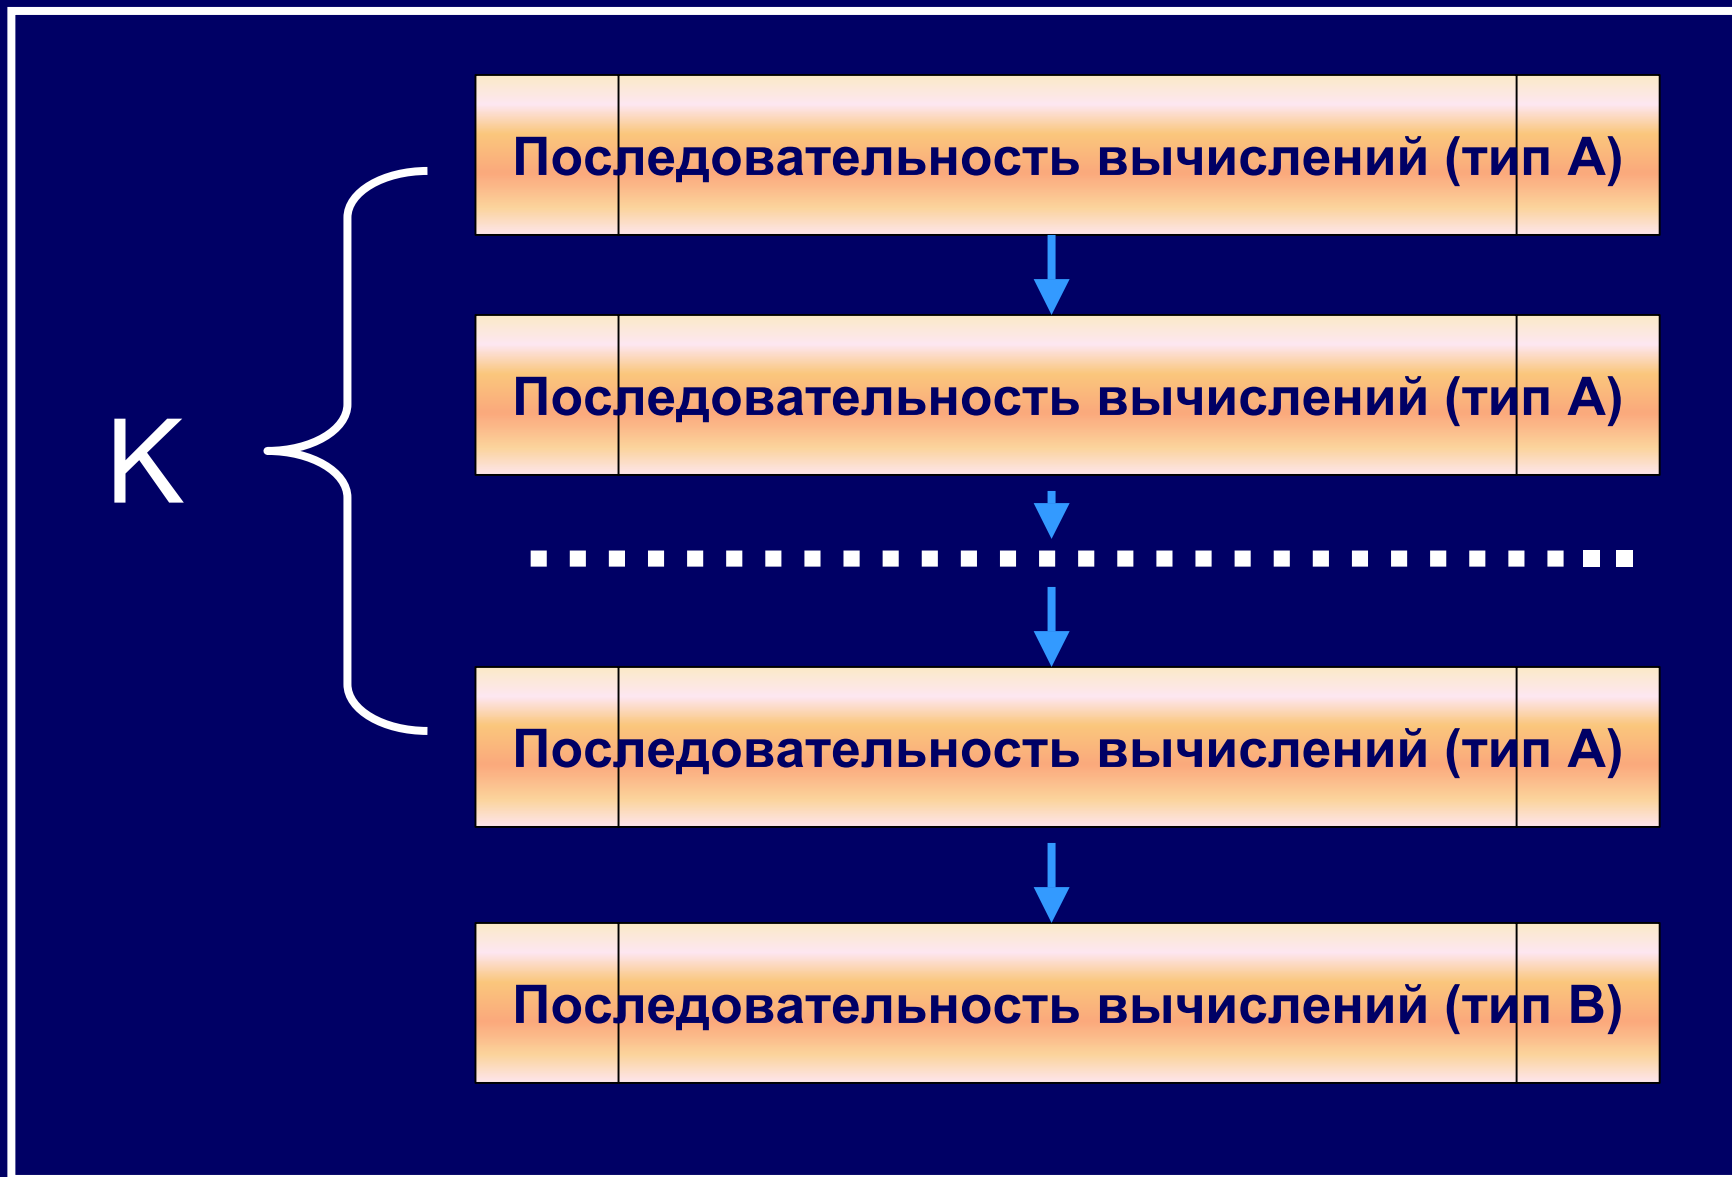 Последовательность вычислений (тип А)
Последовательность вычислений (тип А)
К
Последовательность вычислений (тип А)
Последовательность вычислений (тип В)